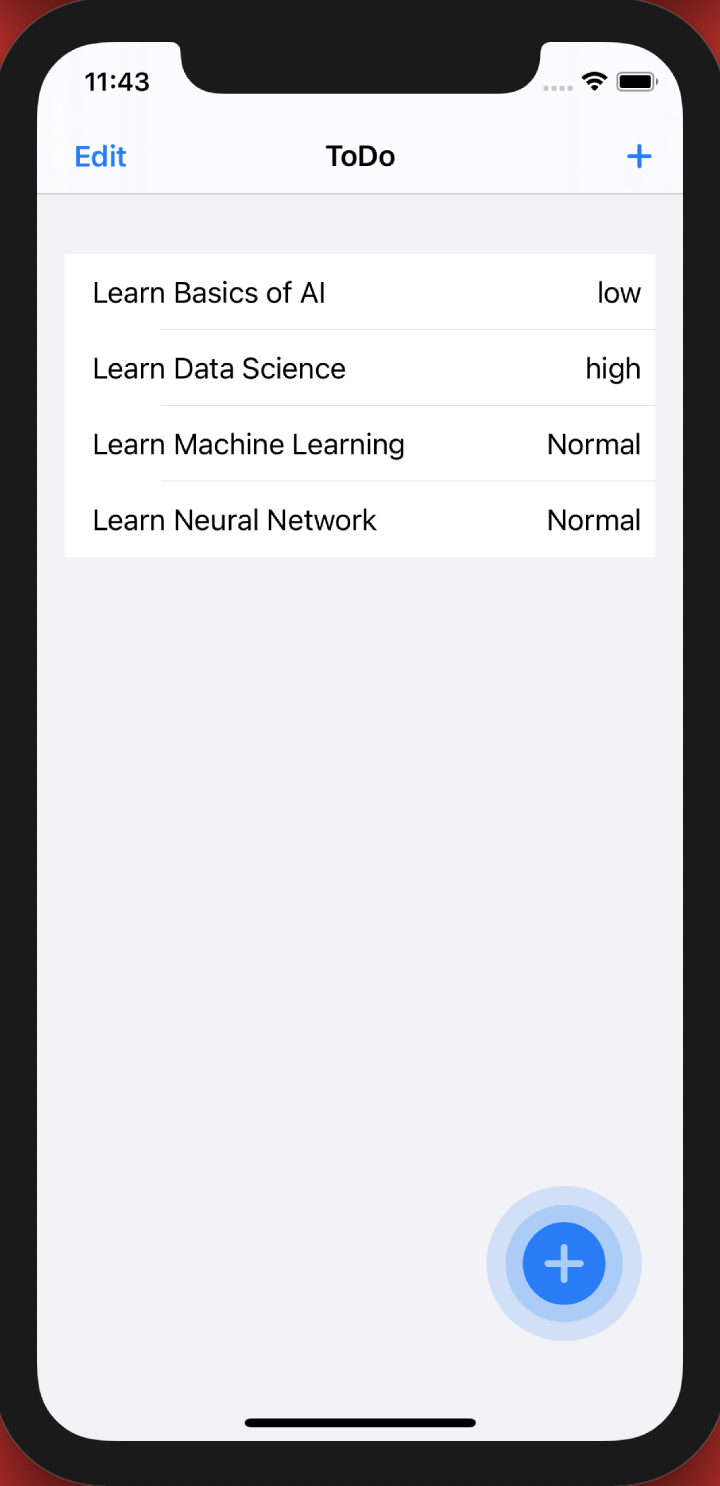 11:43
Edit ToDo +
Learn Basics of AI low
Learn Data Science high
Learn Machine Learning Normal
Learn Neural Network Normal
+